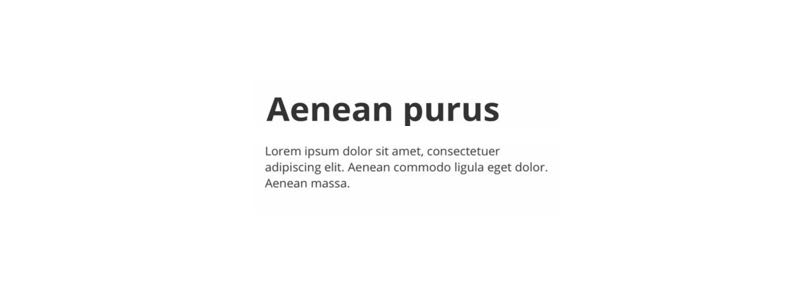 Aenean purus
Lorem ipsum dolor sit amet, consectetuer
adipiscing elit. Aenean commodo ligula eget dolor.
Aenean massa.